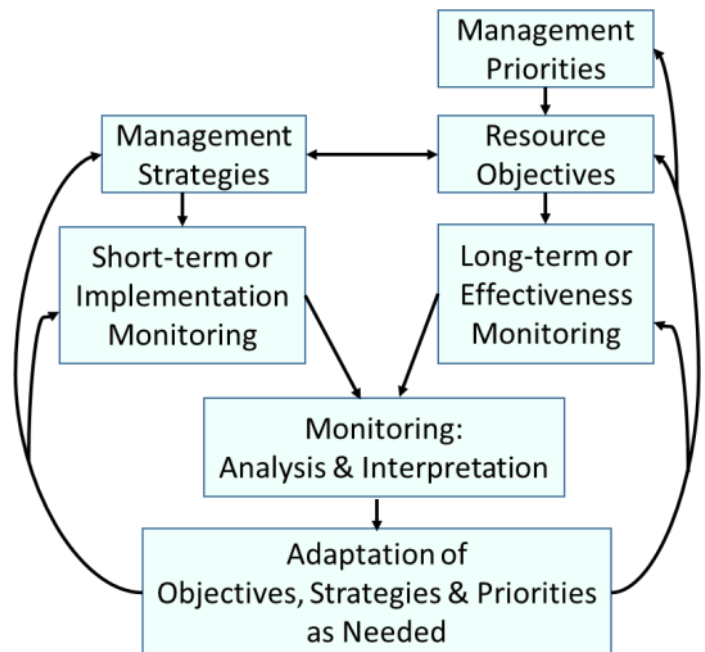 Management
Priorities
Management
Strategies
Resource
Objectives
Short-term or
Implementation
Monitoring
Long-term or
Effectiveness
Monitoring
Monitoring:
Analysis & Interpretation
Adaptation of
Objectives, Strategies & Priorities
as Needed